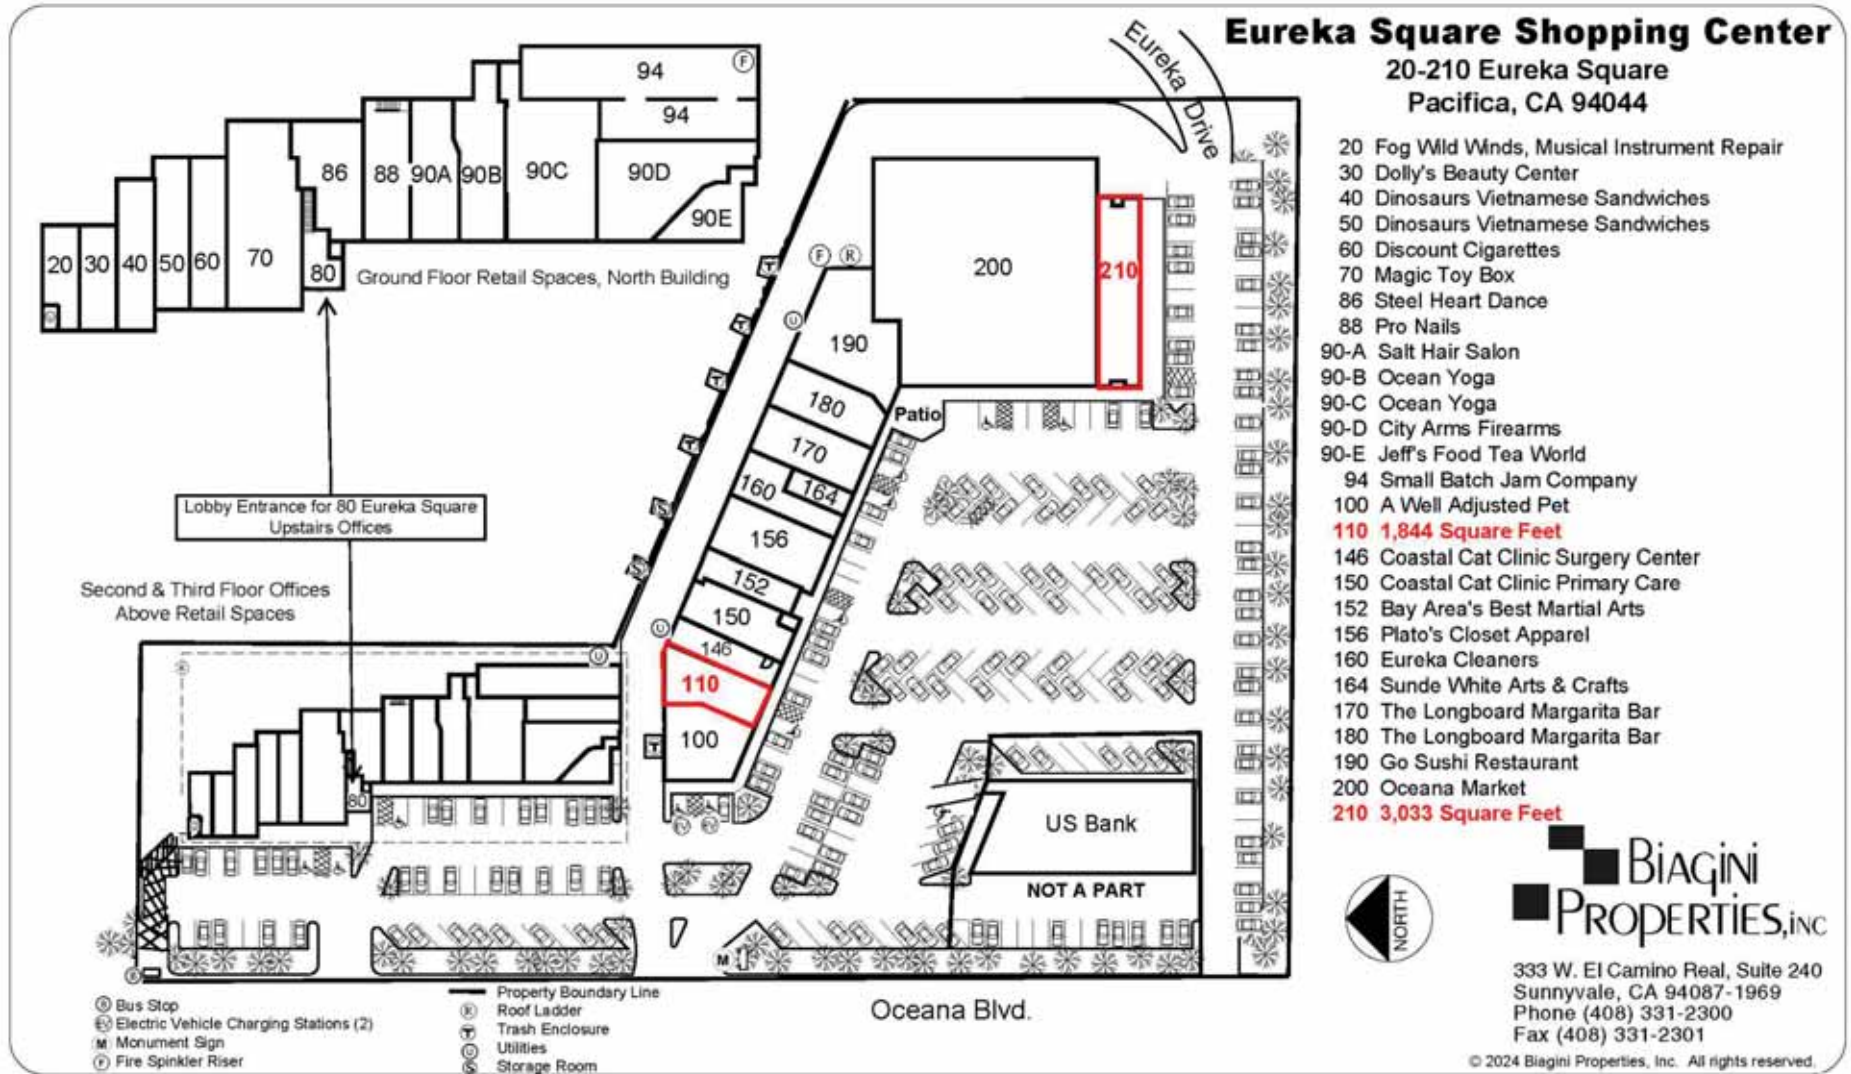 Eureka Square Shopping Center
20-210 Eureka Square
Pacifica, CA 94044
20 Fog Wild Winds, Musical Instrument Repair
30 Dolly's Beauty Center
40 Dinosaurs Vietnamese Sandwiches
50 Dinosaurs Vietnamese Sandwiches
60 Discount Cigarettes
70 Magic Toy Box
86 Steel Heart Dance
88 Pro Nails
90-A Salt Hair Salon
90-B Ocean Yoga
90-C Ocean Yoga
90-D City Arms Firearms
90-E Jeff's Food Tea World
94 Small Batch Jam Company
100 A Well Adjusted Pet
110 1,844 Square Feet
146 Coastal Cat Clinic Surgery Center
150 Coastal Cat Clinic Primary Care
152 Bay Area's Best Martial Arts
156 Plato's Closet Apparel
160 Eureka Cleaners
164 Sunde White Arts & Crafts
170 The Longboard Margarita Bar
180 The Longboard Margarita Bar
190 Go Sushi Restaurant
200 Oceana Market
210 3,033 Square Feet
Eureka Drive
94
F
94
86
88
90A
90B
90C
90D
90E
20
30
40
50
60
70
80
Ground Floor Retail Spaces, North Building
Lobby Entrance for 80 Eureka Square
Upstairs Offices
Second & Third Floor Offices
Above Retail Spaces
80
F
R
200
210
T
U
190
T
T
180
Patio
T
170
160
164
S
156
S
152
150
U
146
110
100
U
T
EV
EV
US Bank
NOT A PART
M
B
Oceana Blvd.
NORTH
B Bus Stop
EV Electric Vehicle Charging Stations (2)
M Monument Sign
F Fire Spinkler Riser
Property Boundary Line
R Roof Ladder
T Trash Enclosure
U Utilities
S Storage Room
BiAgini
PROPERTiES,iNC
333 W. El Camino Real, Suite 240
Sunnyvale, CA 94087-1969
Phone (408) 331-2300
Fax (408) 331-2301
© 2024 Biagini Properties, Inc. All rights reserved.